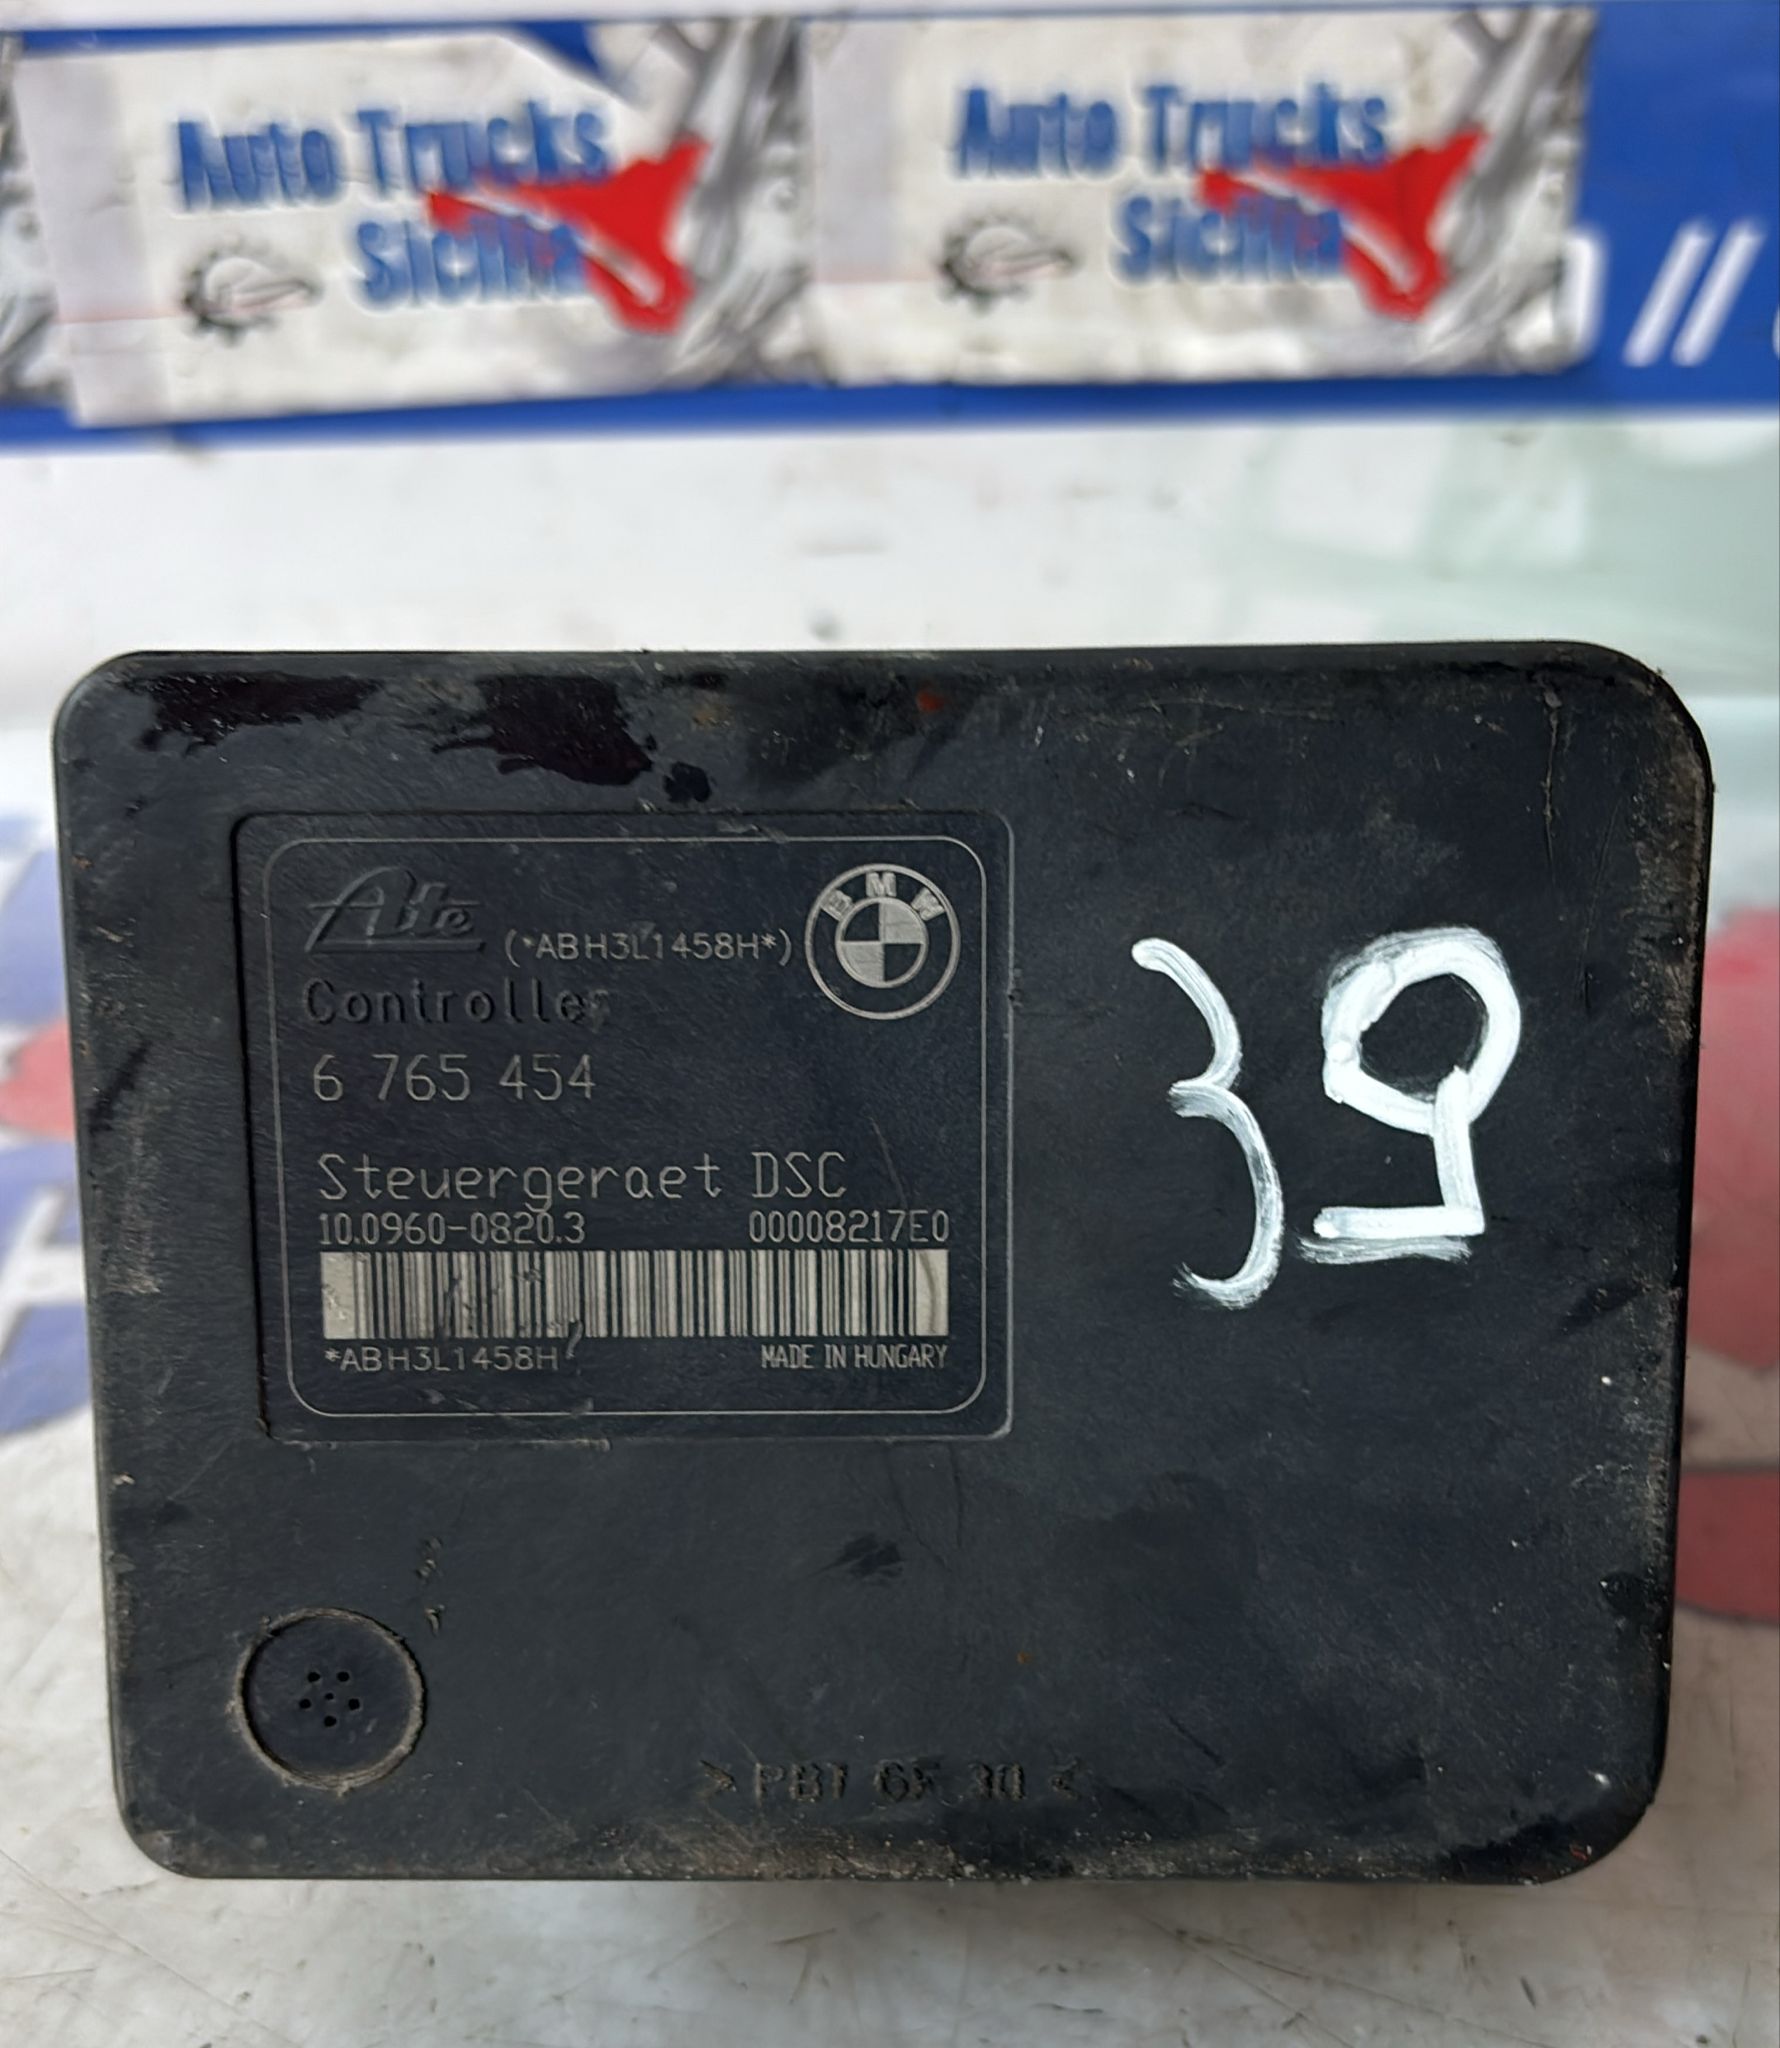 Auto Trucks
Sicilia
Auto Trucks
Sicilia
//
Ate
(*ABH3L1458H*)
BMW
Controller
6 765 454
Steuergeraet DSC
10.0960-0820.3
00008217E0
*ABH3L1458H*
MADE IN HUNGARY
> PBT GF 30 <